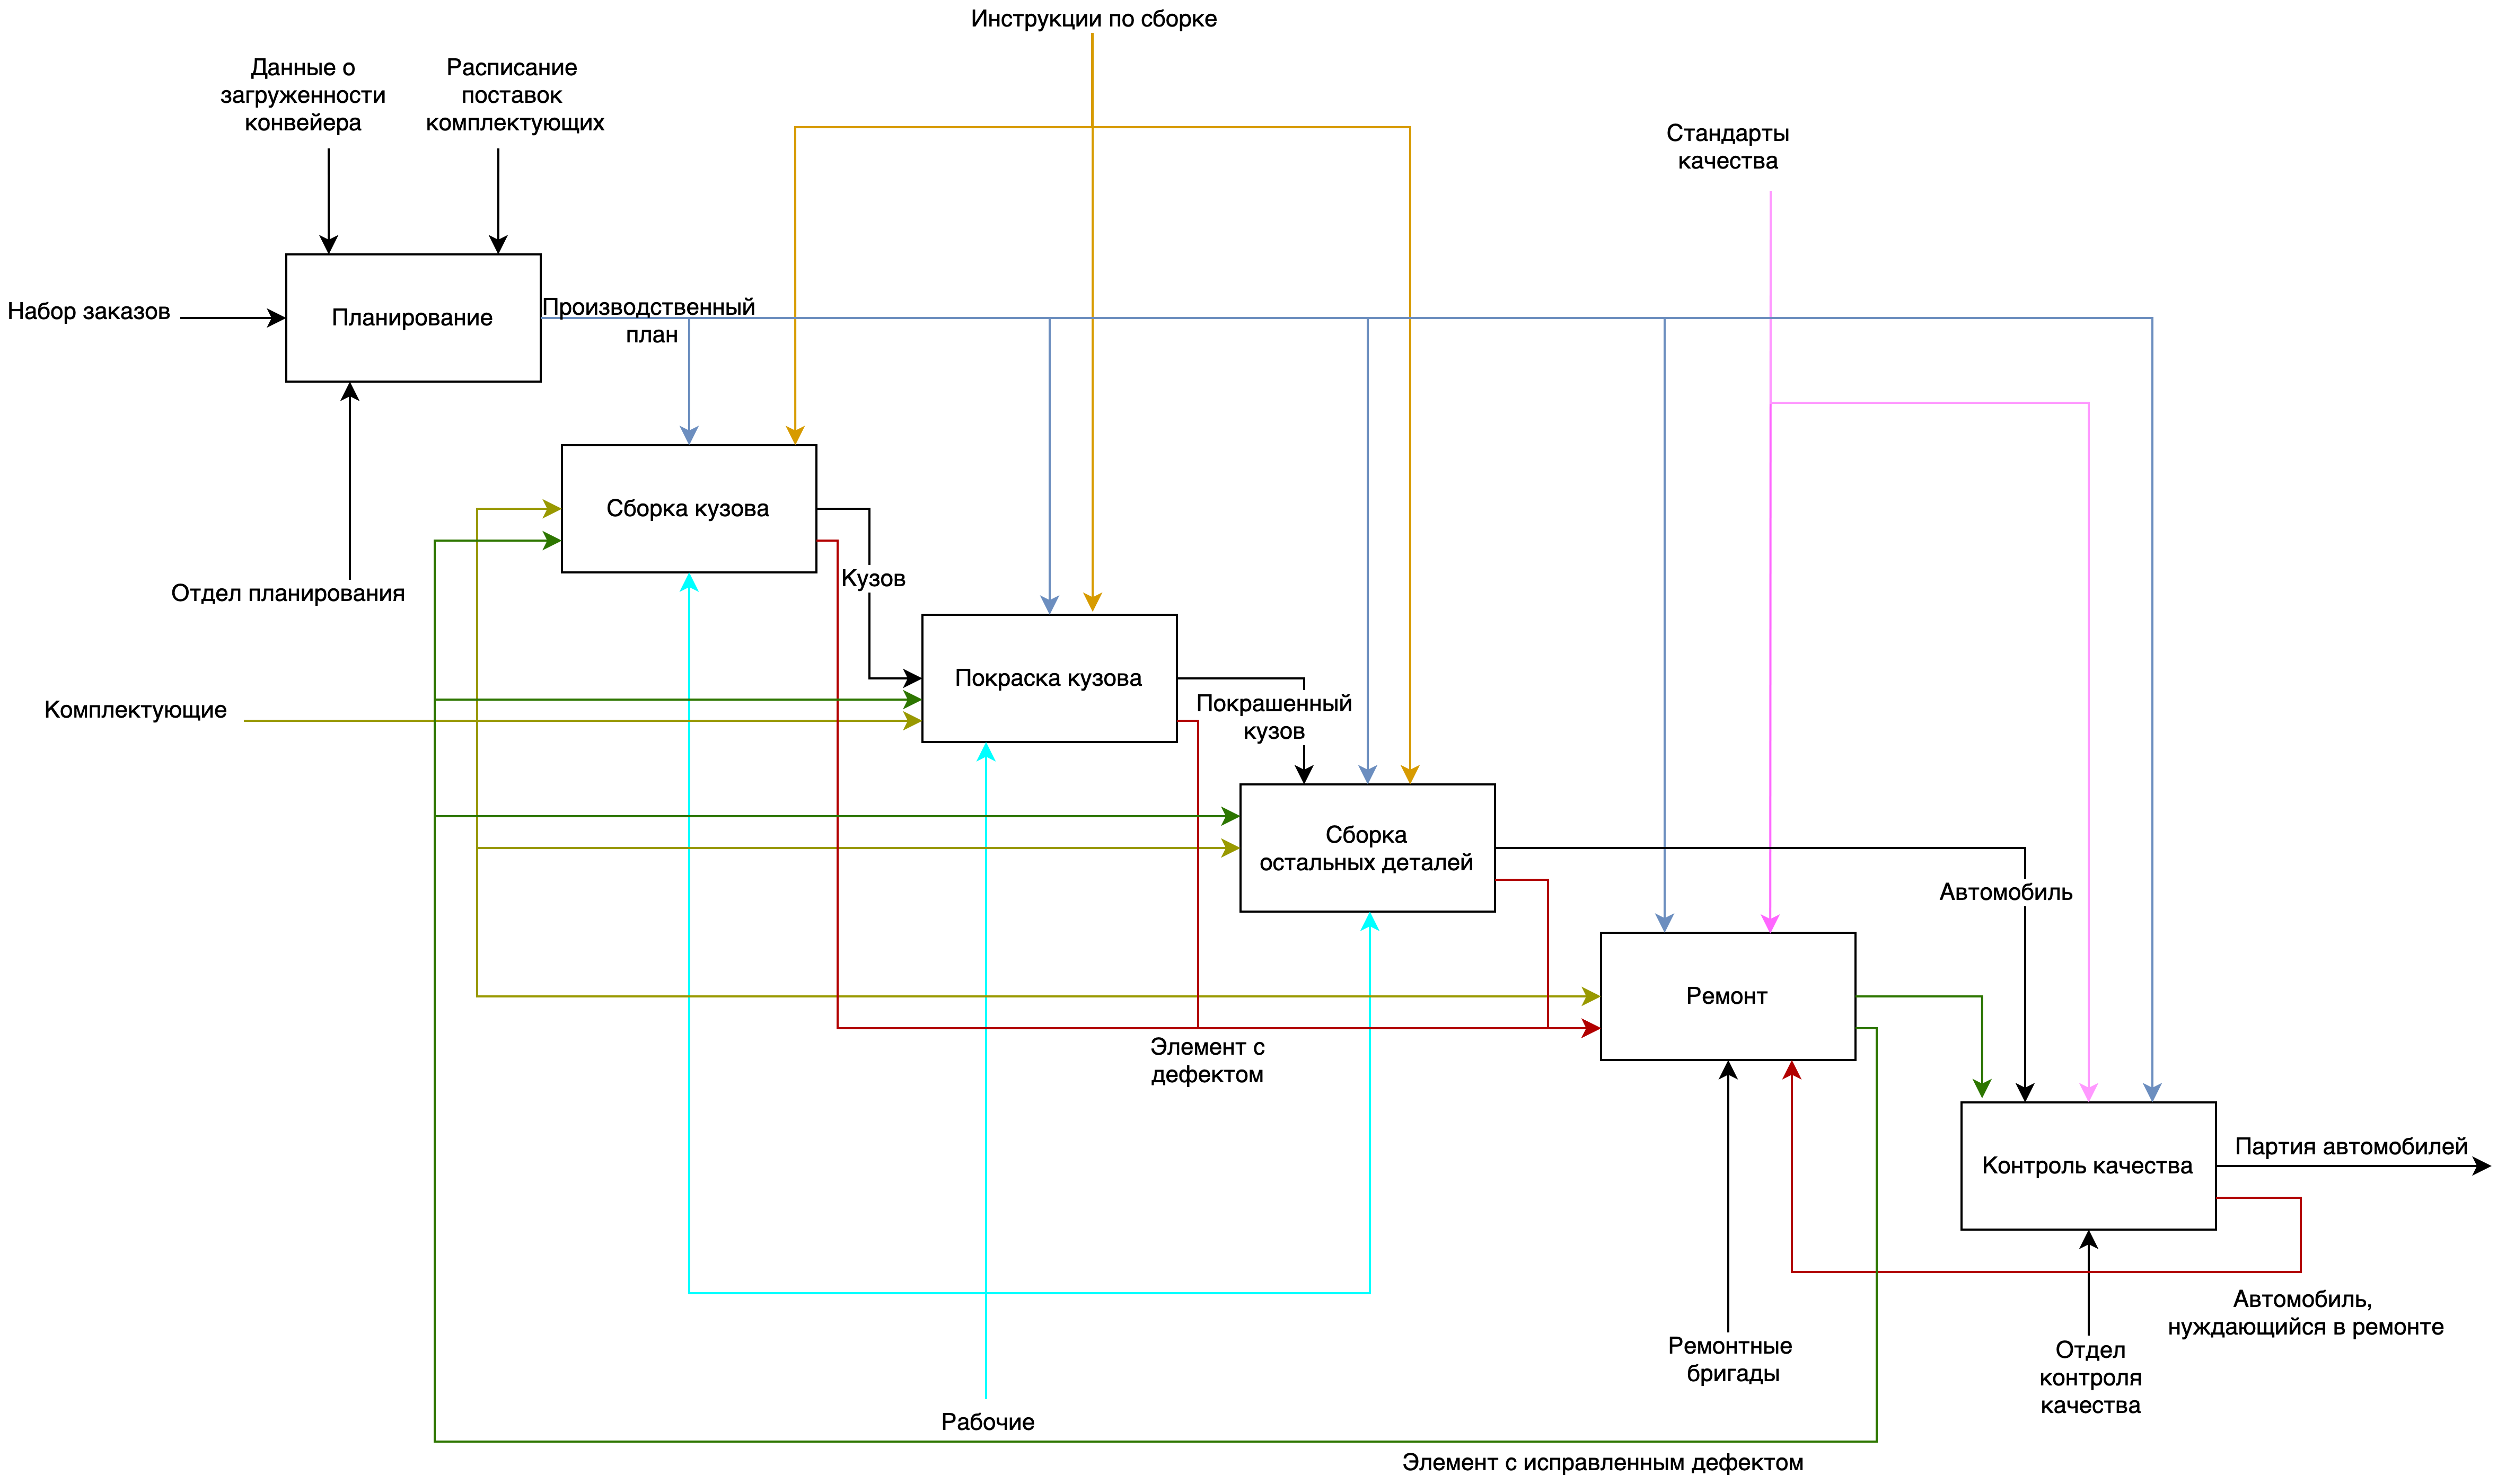 Инструкции по сборке
Данные о
загруженности
конвейера
Расписание
поставок
комплектующих
Стандарты
качества
Набор заказов
Планирование
Производственный
план
Сборка кузова
Кузов
Отдел планирования
Покраска кузова
Комплектующие
Покрашенный
кузов
Сборка
остальных деталей
Автомобиль
Ремонт
Элемент с
дефектом
Контроль качества
Партия автомобилей
Автомобиль,
нуждающийся в ремонте
Ремонтные
бригады
Отдел
контроля
качества
Рабочие
Элемент с исправленным дефектом